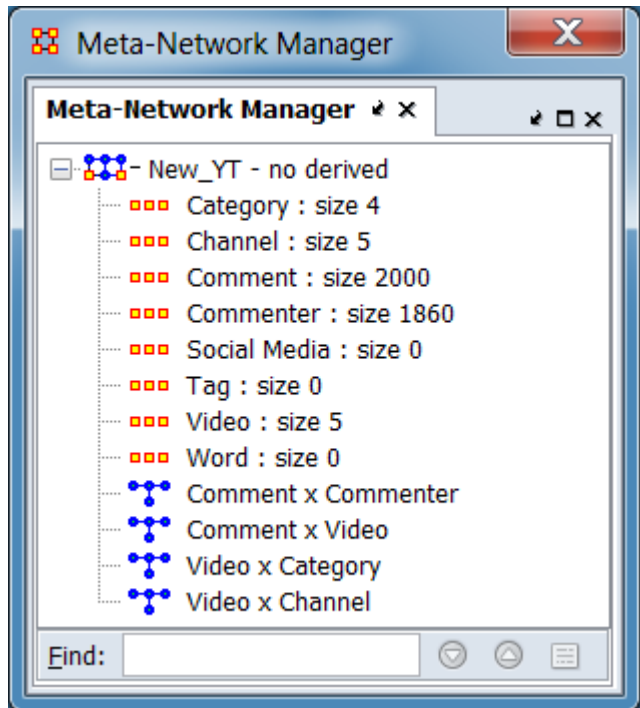 Meta-Network Manager
Meta-Network Manager
New_YT - no derived
Category : size 4
Channel : size 5
Comment : size 2000
Commenter : size 1860
Social Media : size 0
Tag : size 0
Video : size 5
Word : size 0
Comment x Commenter
Comment x Video
Video x Category
Video x Channel
Find: